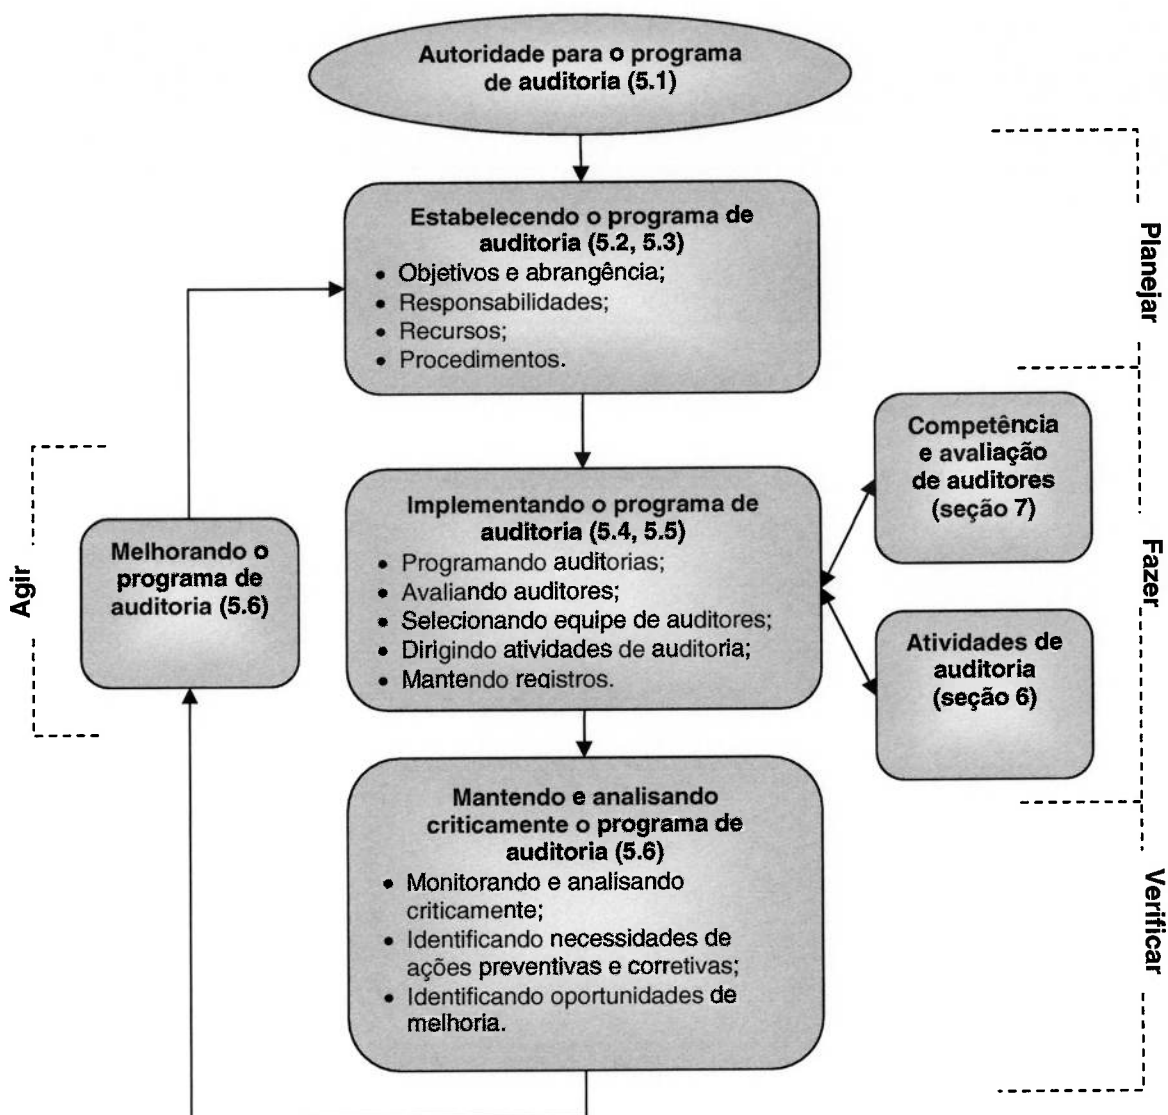 Autoridade para o programa
de auditoria (5.1)
Estabelecendo o programa de
auditoria (5.2, 5.3)
• Objetivos e abrangência;
• Responsabilidades;
• Recursos;
• Procedimentos.
Planejar
Implementando o programa de
auditoria (5.4, 5.5)
• Programando auditorias;
• Avaliando auditores;
• Selecionando equipe de auditores;
• Dirigindo atividades de auditoria;
• Mantendo registros.
Competência
e avaliação
de auditores
(seção 7)
Atividades de
auditoria
(seção 6)
Fazer
Mantendo e analisando
criticamente o programa de
auditoria (5.6)
• Monitorando e analisando
criticamente;
• Identificando necessidades de
ações preventivas e corretivas;
• Identificando oportunidades de
melhoria.
Verificar
Melhorando o
programa de
auditoria (5.6)
Agir